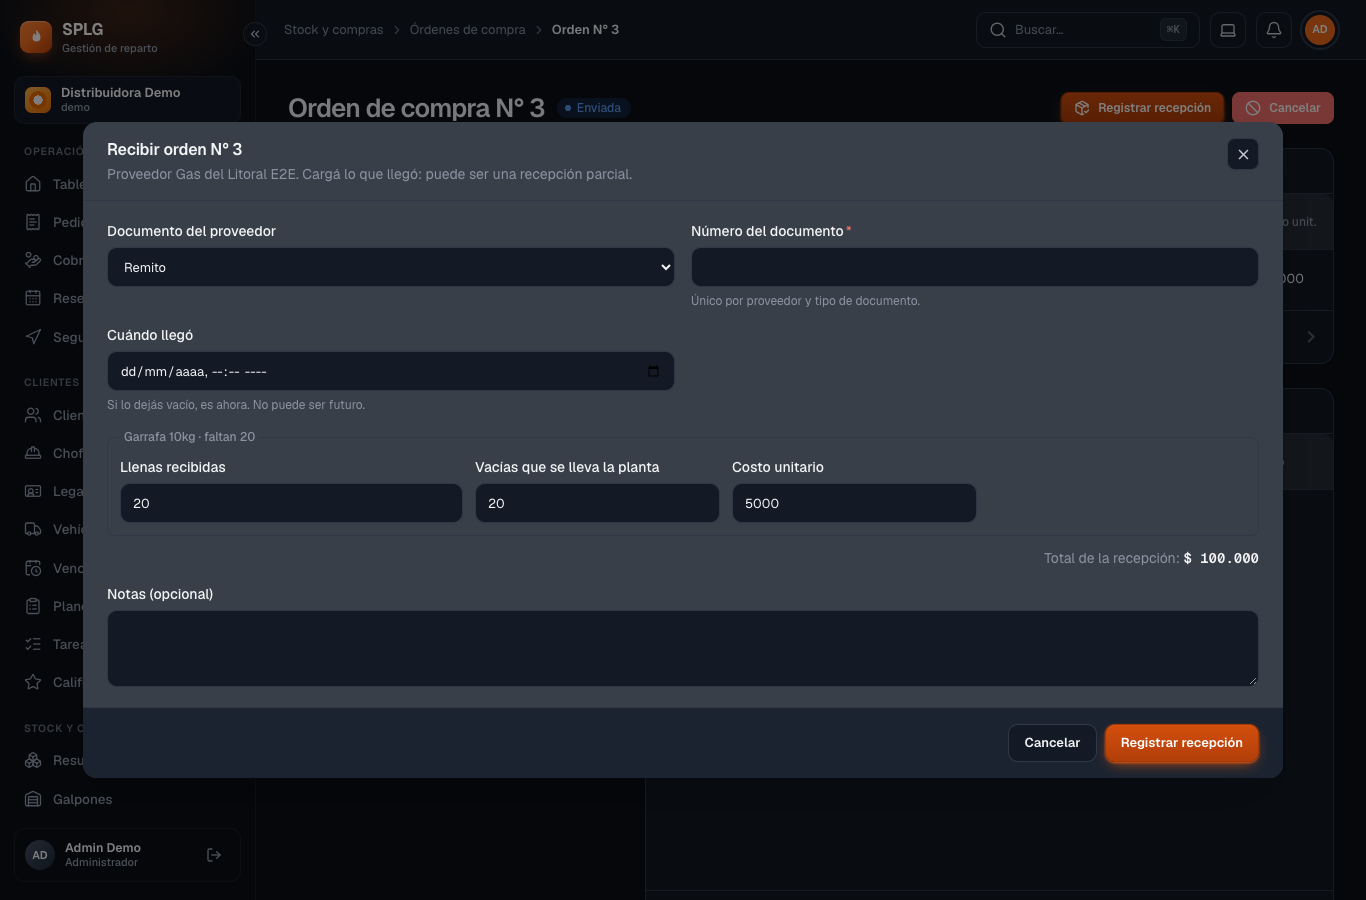 SPLG
Gestión de reparto
Stock y compras
Órdenes de compra
Orden N° 3
Buscar...
⌘K
AD
Distribuidora Demo
demo
Orden de compra N° 3
Enviada
Registrar recepción
Cancelar
Recibir orden N° 3
Proveedor Gas del Litoral E2E. Cargá lo que llegó: puede ser una recepción parcial.
Documento del proveedor
Número del documento *
Remito
Único por proveedor y tipo de documento.
Cuándo llegó
dd/mm/aaaa, --:-- ----
Si lo dejás vacío, es ahora. No puede ser futuro.
Garrafa 10kg · faltan 20
Llenas recibidas
Vacías que se lleva la planta
Costo unitario
20
20
5000
Total de la recepción: $ 100.000
Notas (opcional)
Cancelar
Registrar recepción
CLIENTES
Galpones
AD
Admin Demo
Administrador
unit.